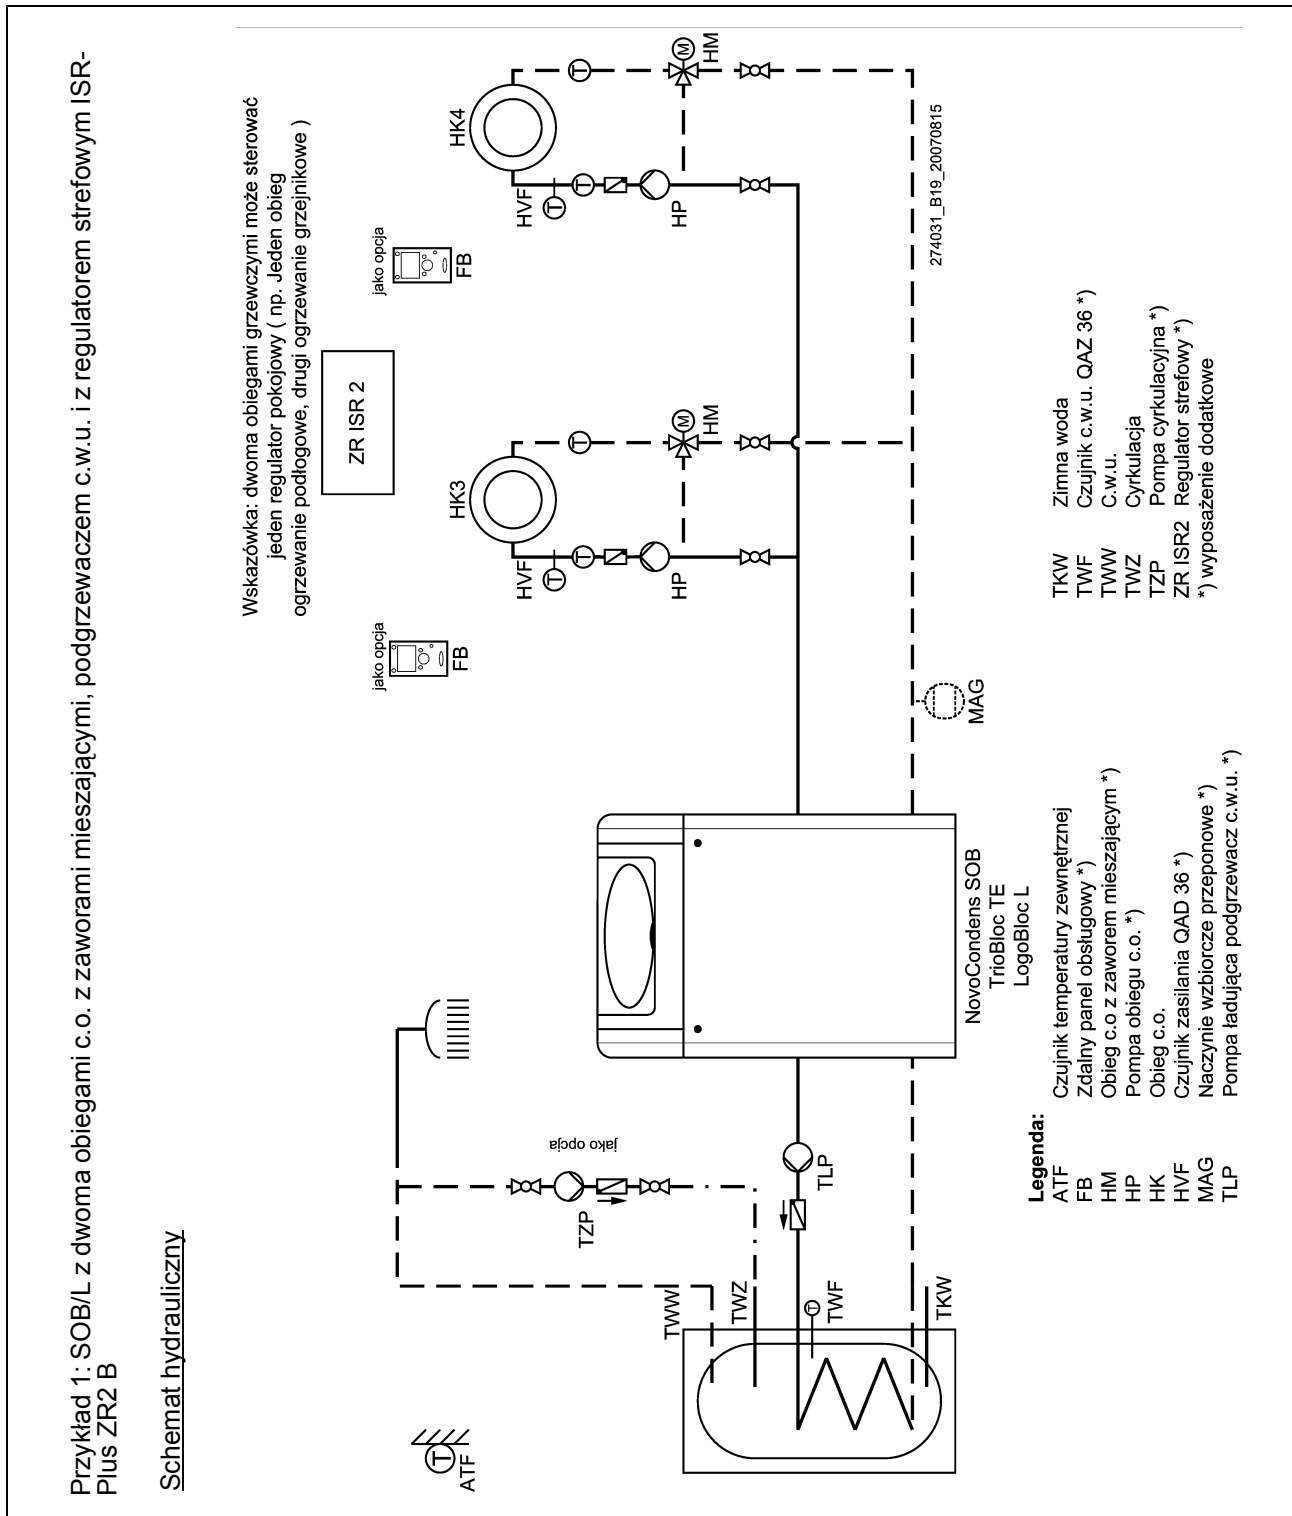 Przykład 1: SOB/L z dwoma obiegami c.o. z zaworami mieszającymi, podgrzewaczem c.w.u. i z regulatorem strefowym ISR-
Plus ZR2 B
Schemat hydrauliczny
Wskazówka: dwoma obiegami grzewczymi może sterować
jeden regulator pokojowy ( np. Jeden obieg
ogrzewanie podłogowe, drugi ogrzewanie grzejnikowe )
ZR ISR 2
jako opcja
FB
jako opcja
FB
HK3
HVF
T
T
T
HP
M
HM
HK4
HVF
T
T
T
HP
M
HM
274031_B19_20070815
MAG
T
ATF
jako opcja
TZP
TLP
TWW
TWZ
T
TWF
TKW
NovoCondens SOB
TrioBloc TE
LogoBloc L
Legenda:
ATF Czujnik temperatury zewnętrznej
FB Zdalny panel obsługowy *)
HM Obieg c.o z zaworem mieszającym *)
HP Pompa obiegu c.o. *)
HK Obieg c.o.
HVF Czujnik zasilania QAD 36 *)
MAG Naczynie wzbiorcze przeponowe *)
TLP Pompa ładująca podgrzewacz c.w.u. *)
TKW Zimna woda
TWF Czujnik c.w.u. QAZ 36 *)
TWW C.w.u.
TWZ Cyrkulacja
TZP Pompa cyrkulacyjna *)
ZR ISR2 Regulator strefowy *)
*) wyposażenie dodatkowe